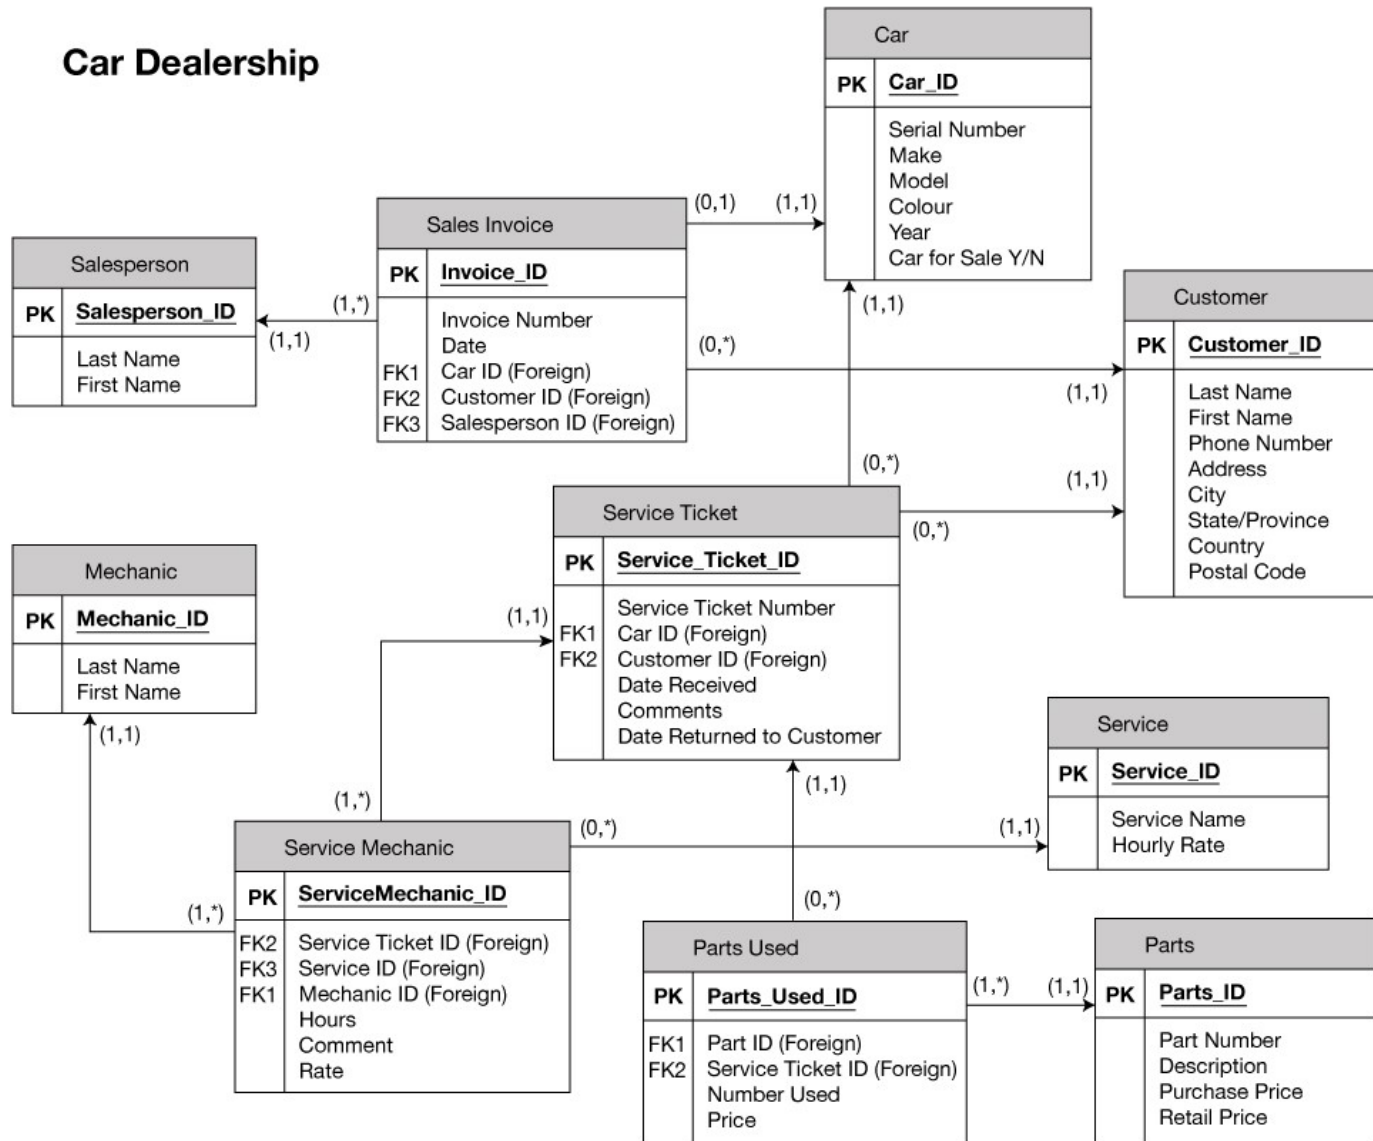 Car Dealership
Car
PK Car_ID
Serial Number
Make
Model
Colour
Year
Car for Sale Y/N
(0,1) (1,1)
Sales Invoice
PK Invoice_ID
Invoice Number
Date
FK1 Car ID (Foreign)
FK2 Customer ID (Foreign)
FK3 Salesperson ID (Foreign)
Salesperson
PK Salesperson_ID
Last Name
First Name
(1,*)
(1,1)
(1,1)
(0,*)
(1,1)
Customer
PK Customer_ID
Last Name
First Name
Phone Number
Address
City
State/Province
Country
Postal Code
(0,*)
(1,1)
(0,*)
Service Ticket
PK Service_Ticket_ID
Service Ticket Number
FK1 Car ID (Foreign)
FK2 Customer ID (Foreign)
Date Received
Comments
Date Returned to Customer
Mechanic
PK Mechanic_ID
Last Name
First Name
(1,1)
(1,1)
(1,*)
(1,*)
(1,1)
Service
PK Service_ID
Service Name
Hourly Rate
(0,*) (1,1)
Service Mechanic
PK ServiceMechanic_ID
FK2 Service Ticket ID (Foreign)
FK3 Service ID (Foreign)
FK1 Mechanic ID (Foreign)
Hours
Comment
Rate
(0,*)
Parts Used
PK Parts_Used_ID
FK1 Part ID (Foreign)
FK2 Service Ticket ID (Foreign)
Number Used
Price
(1,*) (1,1)
Parts
PK Parts_ID
Part Number
Description
Purchase Price
Retail Price